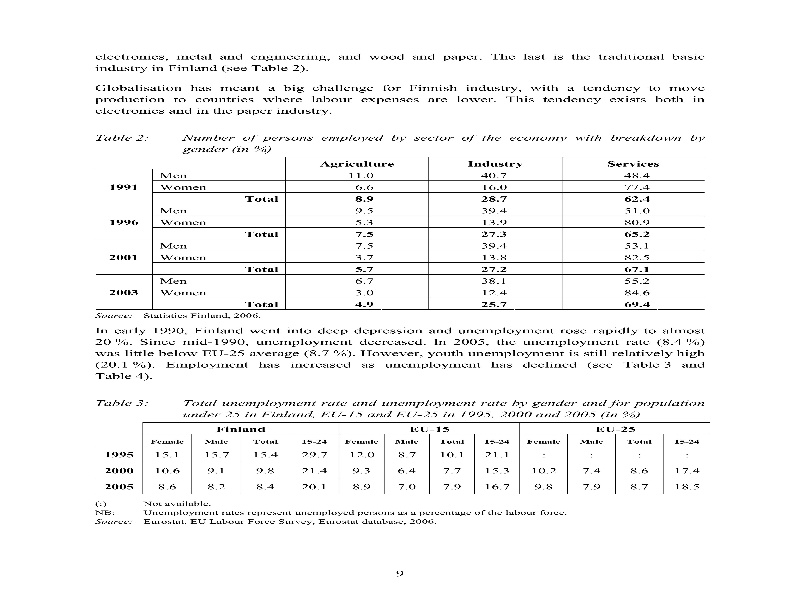 electronics, metal and engineering, and wood and paper. The last is the traditional basic
industry in Finland (see Table 2).
Globalisation has meant a big challenge for Finnish industry, with a tendency to move
production to countries where labour expenses are lower. This tendency exists both in
electronics and in the paper industry.
Table 2: Number of persons employed by sector of the economy with breakdown by
gender (in %)
Agriculture Industry Services
Men 11.0 40.7 48.4
1991 Women 6.6 16.0 77.4
Total 8.9 28.7 62.4
Men 9.5 39.4 51.0
1996 Women 5.3 13.9 80.9
Total 7.5 27.3 65.2
Men 7.5 39.4 53.1
2001 Women 3.7 13.8 82.5
Total 5.7 27.2 67.1
Men 6.7 38.1 55.2
2003 Women 3.0 12.4 84.6
Total 4.9 25.7 69.4
Source: Statistics Finland, 2006.
In early 1990, Finland went into deep depression and unemployment rose rapidly to almost
20 %. Since mid-1990, unemployment decreased. In 2005, the unemployment rate (8.4 %)
was little below EU-25 average (8.7 %). However, youth unemployment is still relatively high
(20.1 %). Employment has increased as unemployment has declined (see Table 3 and
Table 4).
Table 3: Total unemployment rate and unemployment rate by gender and for population
under 25 in Finland, EU-15 and EU-25 in 1995, 2000 and 2005 (in %)
Finland EU-15 EU-25
Female Male Total 15-24 Female Male Total 15-24 Female Male Total 15-24
1995 15.1 15.7 15.4 29.7 12.0 8.7 10.1 21.1 : : : :
2000 10.6 9.1 9.8 21.4 9.3 6.4 7.7 15.3 10.2 7.4 8.6 17.4
2005 8.6 8.2 8.4 20.1 8.9 7.0 7.9 16.7 9.8 7.9 8.7 18.5
(:) Not available.
NB: Unemployment rates represent unemployed persons as a percentage of the labour force.
Source: Eurostat, EU Labour Force Survey, Eurostat database, 2006.
9